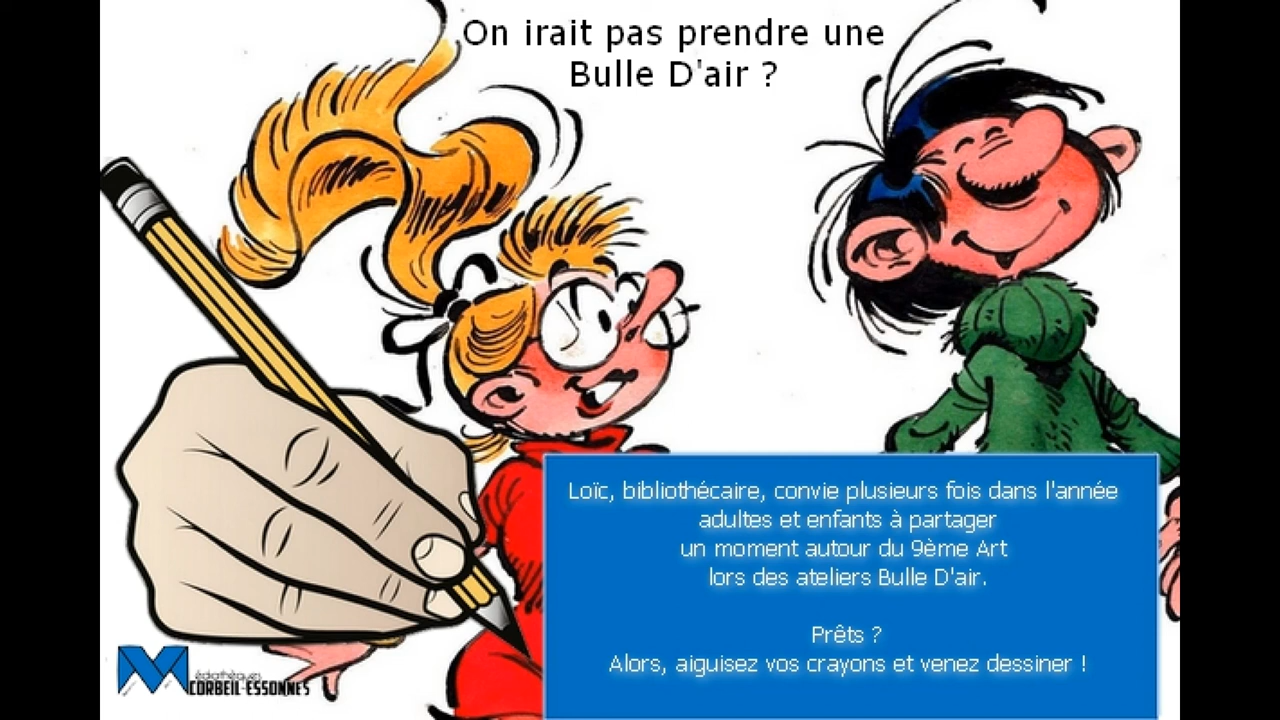 On irait pas prendre une
Bulle D'air ?
Loïc, bibliothécaire, convie plusieurs fois dans l'année
adultes et enfants à partager
un moment autour du 9ème Art
lors des ateliers Bulle D'air.
Prêts ?
Alors, aiguisez vos crayons et venez dessiner !
Médiathèques
CORBEIL-ESSONNES